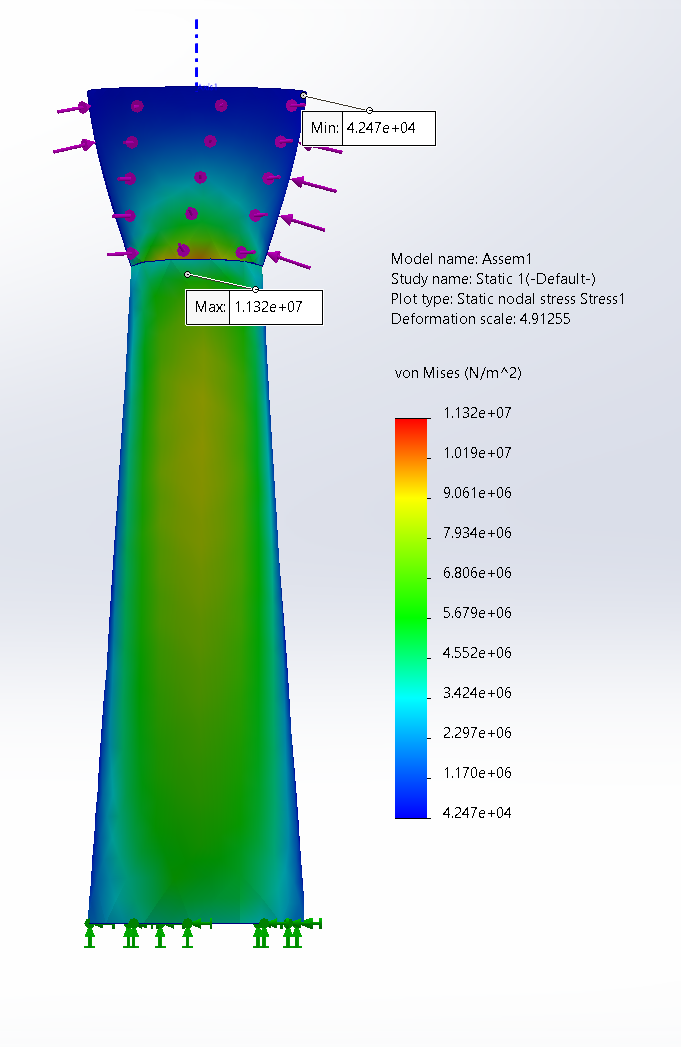 Min: 4.247e+04
Model name: Assem1
Study name: Static 1(-Default-)
Plot type: Static nodal stress Stress1
Deformation scale: 4.91255
Max: 1.132e+07
von Mises (N/m^2)
1.132e+07
1.019e+07
9.061e+06
7.934e+06
6.806e+06
5.679e+06
4.552e+06
3.424e+06
2.297e+06
1.170e+06
4.247e+04